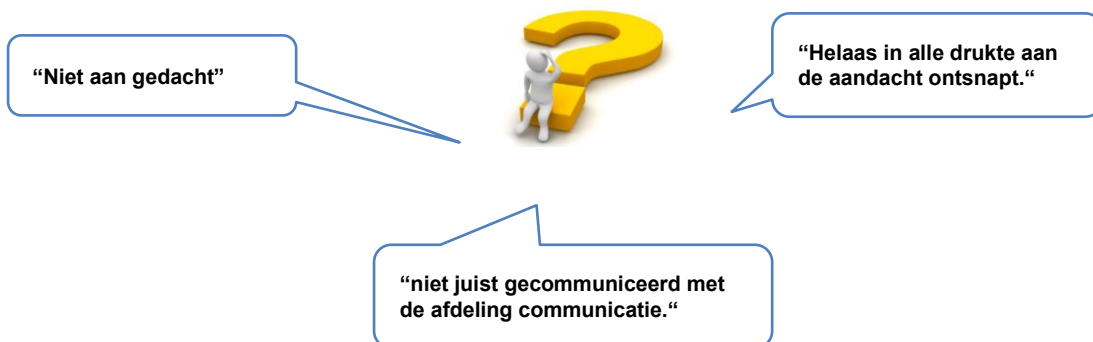 “Niet aan gedacht”
“Helaas in alle drukte aan
de aandacht ontsnapt.“
“niet juist gecommuniceerd met
de afdeling communicatie.“